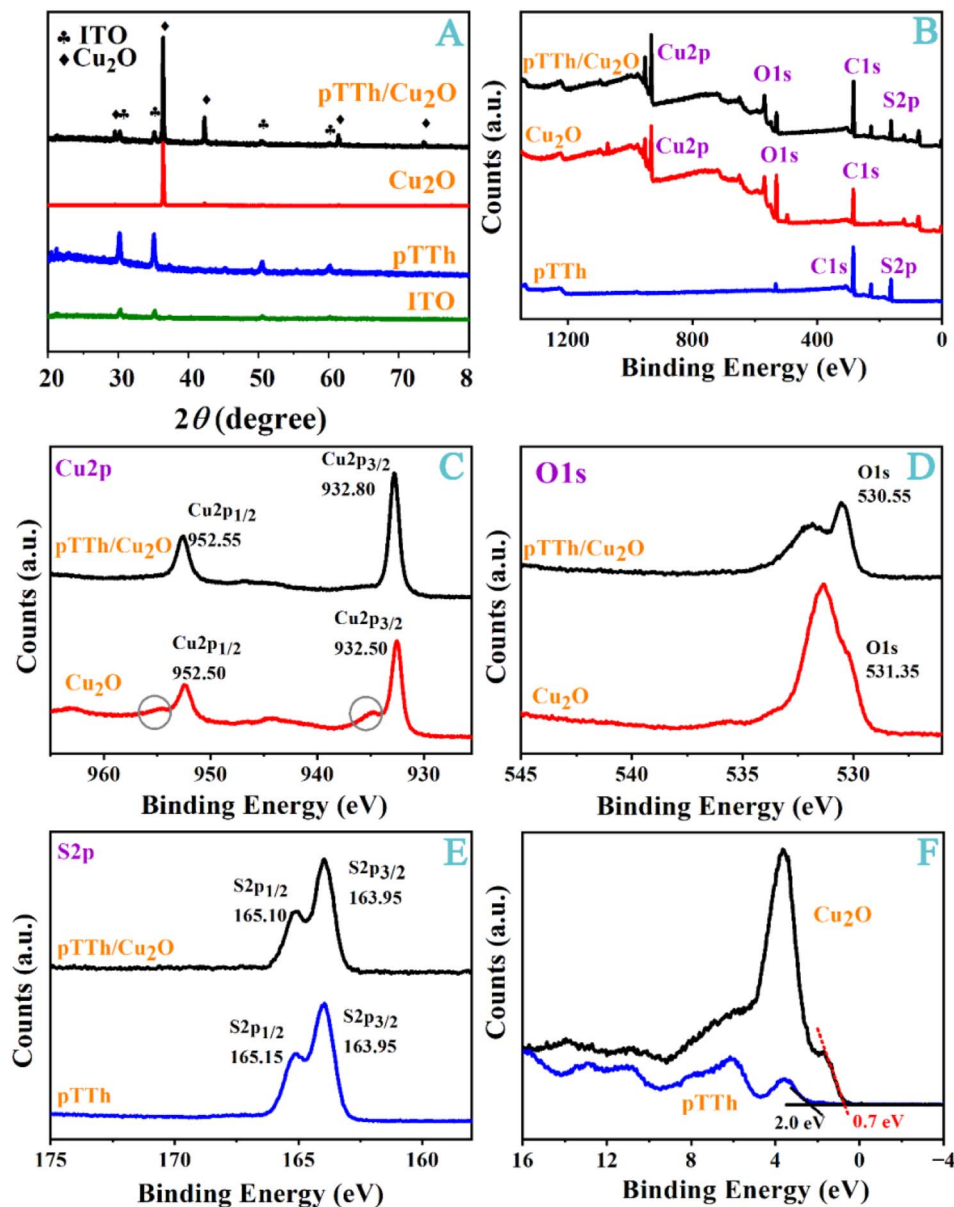 ♣ ITO
♦ Cu2O
A
pTTh/Cu2O
Cu2O
pTTh
ITO
20 30 40 50 60 70 8
2θ (degree)
B
pTTh/Cu2O
Cu2p
O1s
C1s
S2p
Cu2O
Cu2p
O1s
C1s
pTTh
C1s
S2p
Counts (a.u.)
1200 800 400 0
Binding Energy (eV)
Cu2p
C
Cu2p3/2
932.80
Cu2p1/2
952.55
pTTh/Cu2O
Cu2p3/2
932.50
Cu2p1/2
952.50
Cu2O
Counts (a.u.)
960 950 940 930
Binding Energy (eV)
O1s
D
O1s
530.55
pTTh/Cu2O
O1s
531.35
Cu2O
Counts (a.u.)
545 540 535 530
Binding Energy (eV)
S2p
E
S2p3/2
163.95
S2p1/2
165.10
pTTh/Cu2O
S2p3/2
163.95
S2p1/2
165.15
pTTh
Counts (a.u.)
175 170 165 160
Binding Energy (eV)
F
Cu2O
pTTh
2.0 eV
0.7 eV
Counts (a.u.)
16 12 8 4 0 −4
Binding Energy (eV)